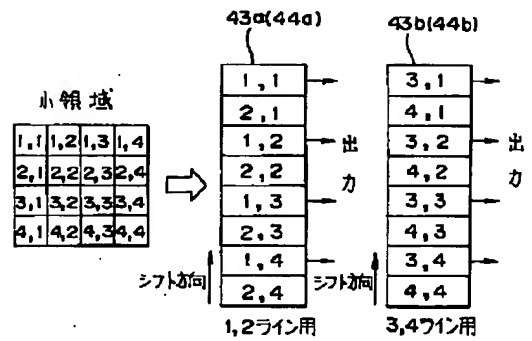 43a(44a)
43b(44b)
小領域
1,1 1,2 1,3 1,4
2,1 2,2 2,3 2,4
3,1 3,2 3,3 3,4
4,1 4,2 4,3 4,4
1,1
2,1
1,2
2,2
1,3
2,3
1,4
2,4
出力
シフト方向
1,2ライン用
3,1
4,1
3,2
4,2
3,3
4,3
3,4
4,4
出力
シフト方向
3,4ライン用